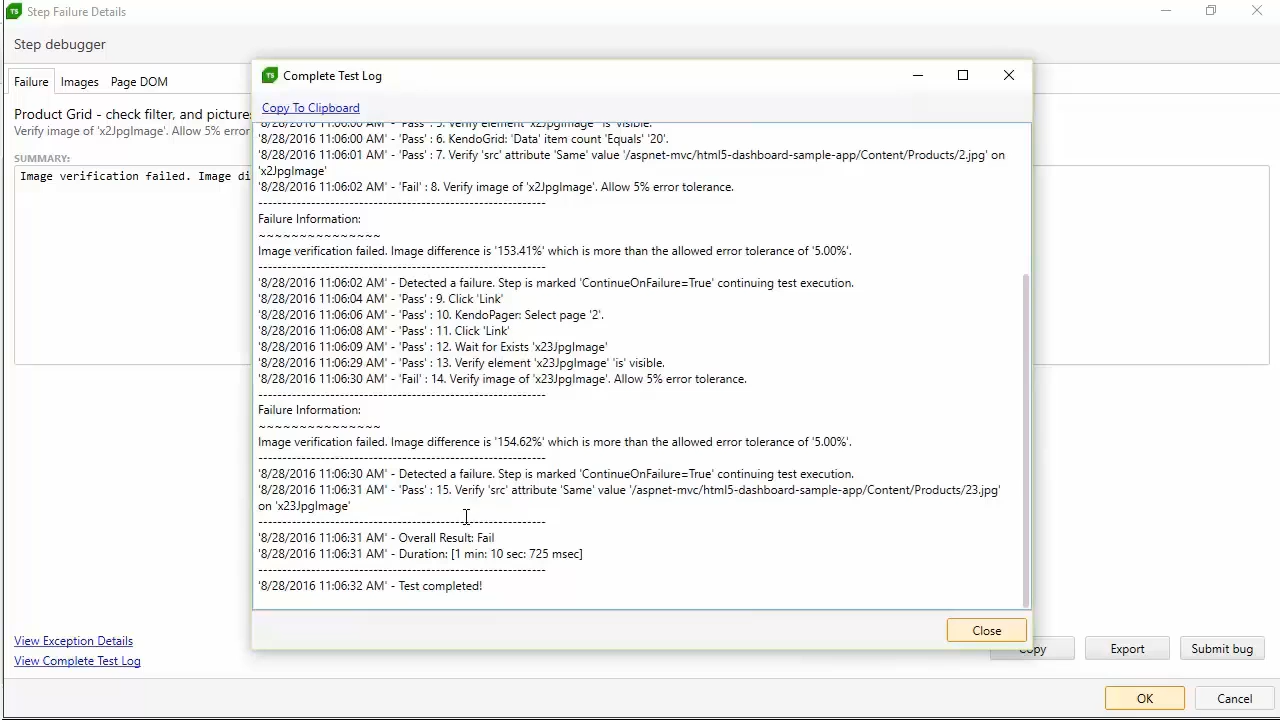 Step Failure Details
Step debugger
Failure Images Page DOM
Product Grid - check filter, and picture
Verify image of 'x2JpgImage'. Allow 5% error
SUMMARY:
Image verification failed. Image di
TS Complete Test Log
Copy To Clipboard
'8/28/2016 11:06:00 AM' - 'Pass' : 5. Verify element 'x2JpgImage' 'is' visible.
'8/28/2016 11:06:00 AM' - 'Pass' : 6. KendoGrid: 'Data' item count 'Equals' '20'.
'8/28/2016 11:06:01 AM' - 'Pass' : 7. Verify 'src' attribute 'Same' value '/aspnet-mvc/html5-dashboard-sample-app/Content/Products/2.jpg' on
'x2JpgImage'
'8/28/2016 11:06:02 AM' - 'Fail' : 8. Verify image of 'x2JpgImage'. Allow 5% error tolerance.
------------------------------------------------------------
Failure Information:
~~~~~~~~~~~~~~~
Image verification failed. Image difference is '153.41%' which is more than the allowed error tolerance of '5.00%'.
------------------------------------------------------------
'8/28/2016 11:06:02 AM' - Detected a failure. Step is marked 'ContinueOnFailure=True' continuing test execution.
'8/28/2016 11:06:04 AM' - 'Pass' : 9. Click 'Link'
'8/28/2016 11:06:06 AM' - 'Pass' : 10. KendoPager: Select page '2'.
'8/28/2016 11:06:08 AM' - 'Pass' : 11. Click 'Link'
'8/28/2016 11:06:09 AM' - 'Pass' : 12. Wait for Exists 'x23JpgImage'
'8/28/2016 11:06:29 AM' - 'Pass' : 13. Verify element 'x23JpgImage' 'is' visible.
'8/28/2016 11:06:30 AM' - 'Fail' : 14. Verify image of 'x23JpgImage'. Allow 5% error tolerance.
------------------------------------------------------------
Failure Information:
~~~~~~~~~~~~~~~
Image verification failed. Image difference is '154.62%' which is more than the allowed error tolerance of '5.00%'.
------------------------------------------------------------
'8/28/2016 11:06:30 AM' - Detected a failure. Step is marked 'ContinueOnFailure=True' continuing test execution.
'8/28/2016 11:06:31 AM' - 'Pass' : 15. Verify 'src' attribute 'Same' value '/aspnet-mvc/html5-dashboard-sample-app/Content/Products/23.jpg'
on 'x23JpgImage'
------------------------------------------------------------
'8/28/2016 11:06:31 AM' - Overall Result: Fail
'8/28/2016 11:06:31 AM' - Duration: [1 min: 10 sec: 725 msec]
------------------------------------------------------------
'8/28/2016 11:06:32 AM' - Test completed!
Close
View Exception Details
View Complete Test Log
Copy Export Submit bug
OK Cancel